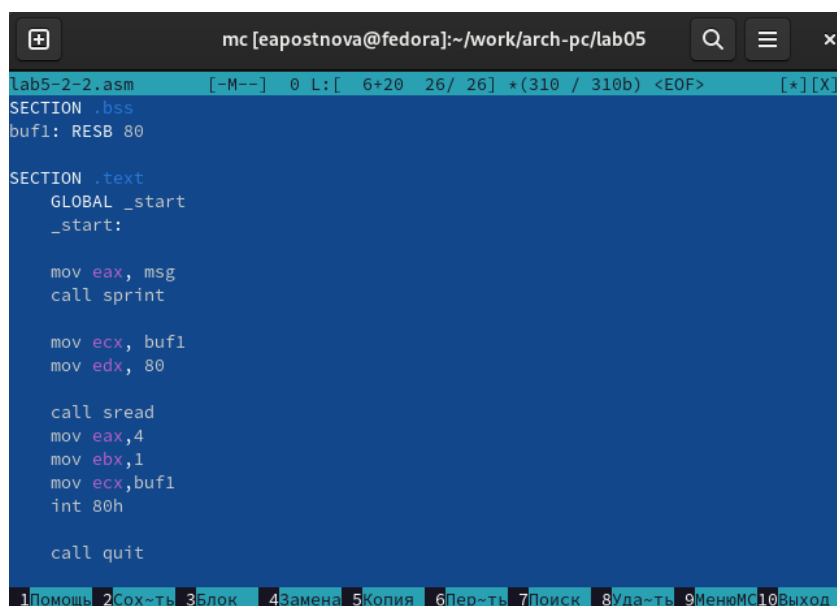 mc [eapostnova@fedora]:~/work/arch-pc/lab05
lab5-2-2.asm [-M--] 0 L:[ 6+20 26/ 26] *(310 / 310b) <EOF> [*][X]
SECTION .bss
buf1: RESB 80
SECTION .text
GLOBAL _start
_start:
mov eax, msg
call sprint
mov ecx, buf1
mov edx, 80
call sread
mov eax,4
mov ebx,1
mov ecx,buf1
int 80h
call quit
1Помощь 2Сох~ть 3Блок 4Замена 5Копия 6Пер~ть 7Поиск 8Уда~ть 9МенюMC 10Выход